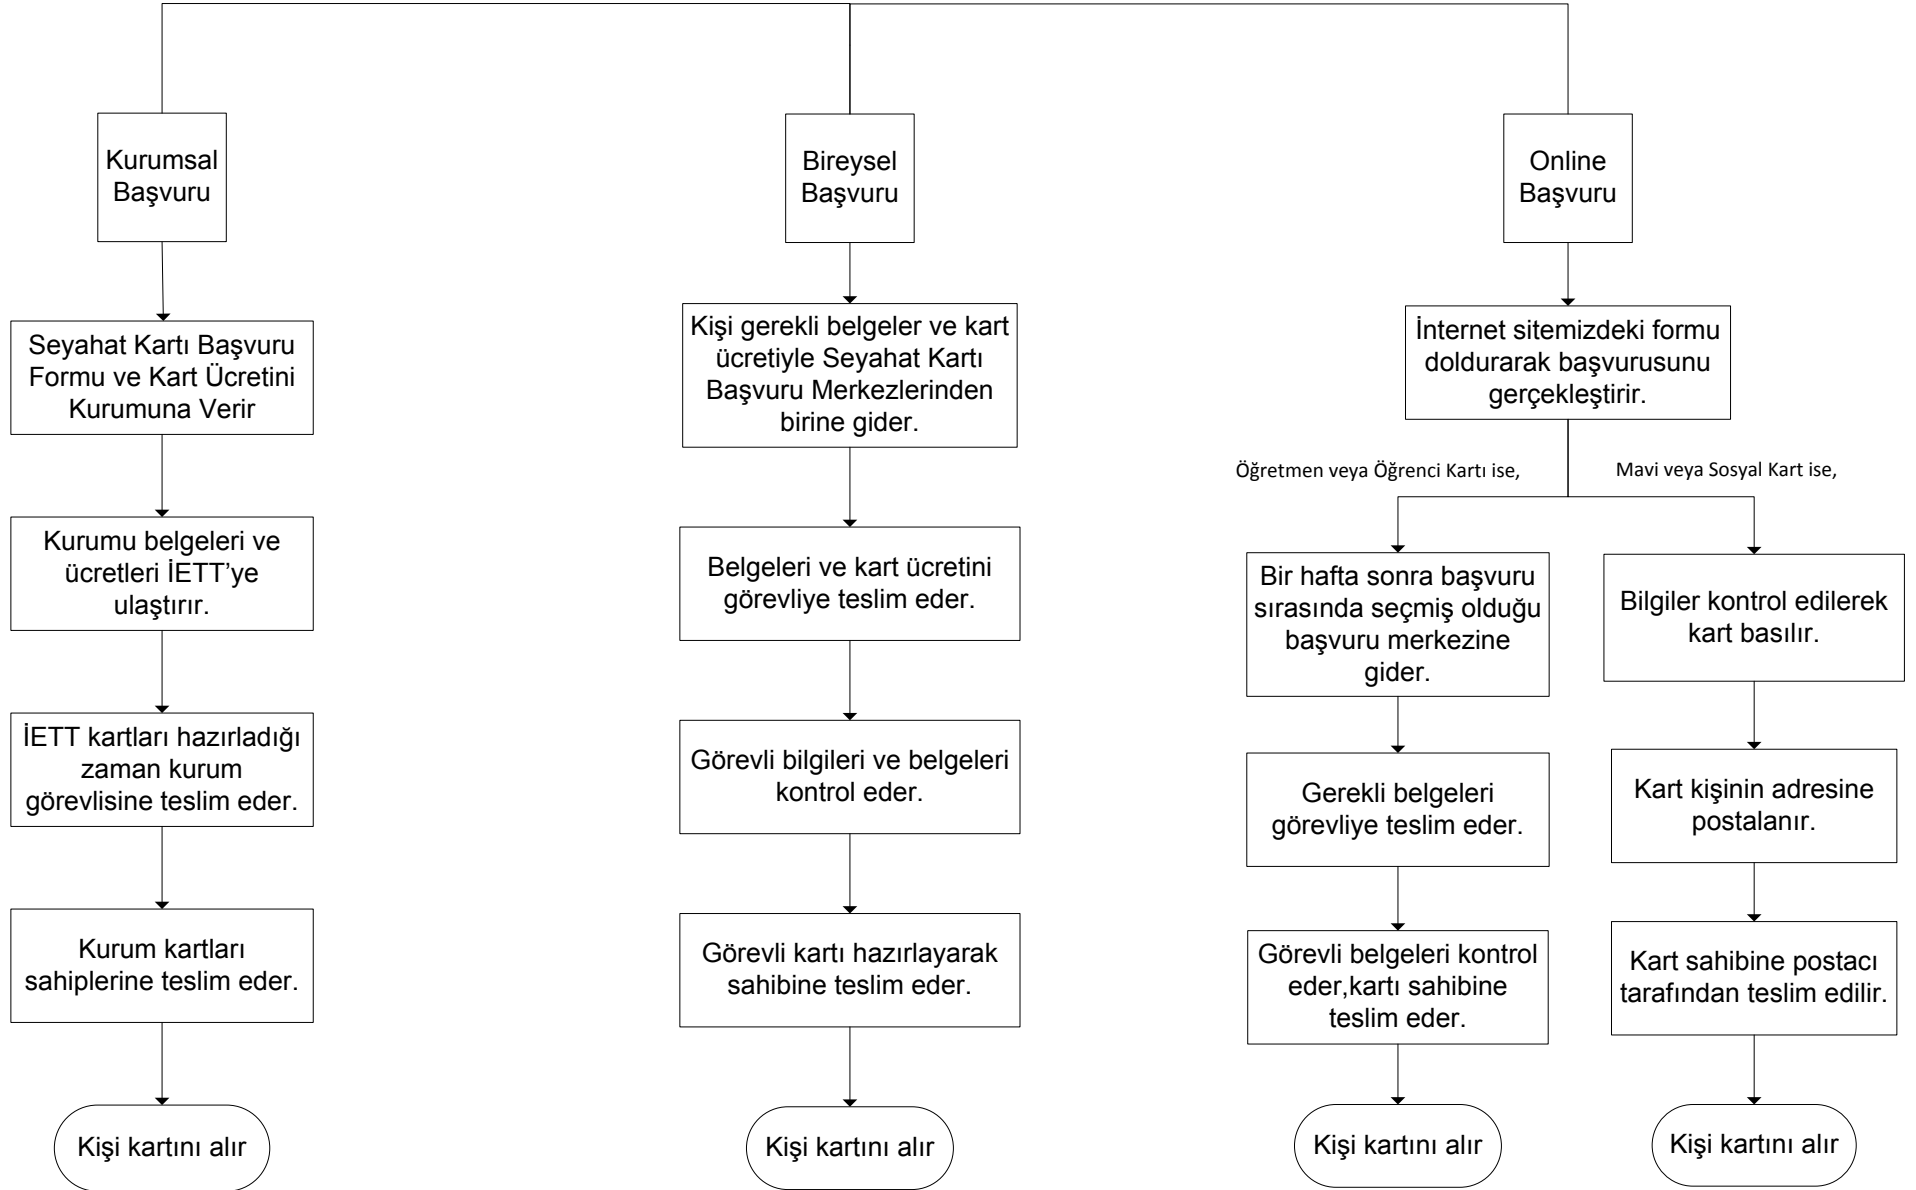 Kurumsal
Başvuru
Seyahat Kartı Başvuru
Formu ve Kart Ücretini
Kurumuna Verir
Kurumu belgeleri ve
ücretleri İETT’ye
ulaştırır.
İETT kartları hazırladığı
zaman kurum
görevlisine teslim eder.
Kurum kartları
sahiplerine teslim eder.
Kişi kartını alır
Bireysel
Başvuru
Kişi gerekli belgeler ve kart
ücretiyle Seyahat Kartı
Başvuru Merkezlerinden
birine gider.
Belgeleri ve kart ücretini
görevliye teslim eder.
Görevli bilgileri ve belgeleri
kontrol eder.
Görevli kartı hazırlayarak
sahibine teslim eder.
Kişi kartını alır
Online
Başvuru
İnternet sitemizdeki formu
doldurarak başvurusunu
gerçekleştirir.
Öğretmen veya Öğrenci Kartı ise,
Bir hafta sonra başvuru
sırasında seçmiş olduğu
başvuru merkezine
gider.
Gerekli belgeleri
görevliye teslim eder.
Görevli belgeleri kontrol
eder,kartı sahibine
teslim eder.
Kişi kartını alır
Mavi veya Sosyal Kart ise,
Bilgiler kontrol edilerek
kart basılır.
Kart kişinin adresine
postalanır.
Kart sahibine postacı
tarafından teslim edilir.
Kişi kartını alır